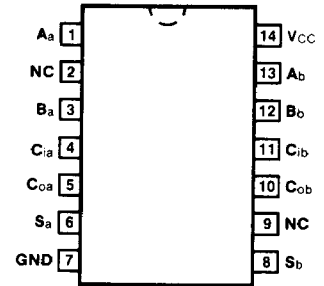 Aa 1 14 VCC
NC 2 13 Ab
Ba 3 12 Bb
Cia 4 11 Cib
Coa 5 10 Cob
Sa 6 9 NC
GND 7 8 Sb